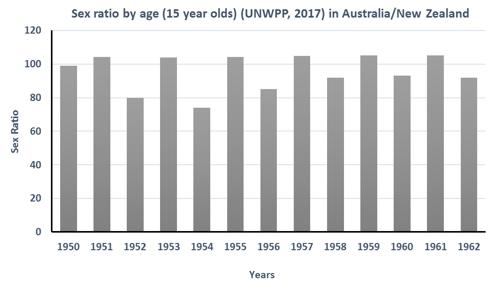 Sex ratio by age (15 year olds) (UNWPP, 2017) in Australia/New Zealand
120
100
80
60
40
20
0
Sex Ratio
1950 1951 1952 1953 1954 1955 1956 1957 1958 1959 1960 1961 1962
Years